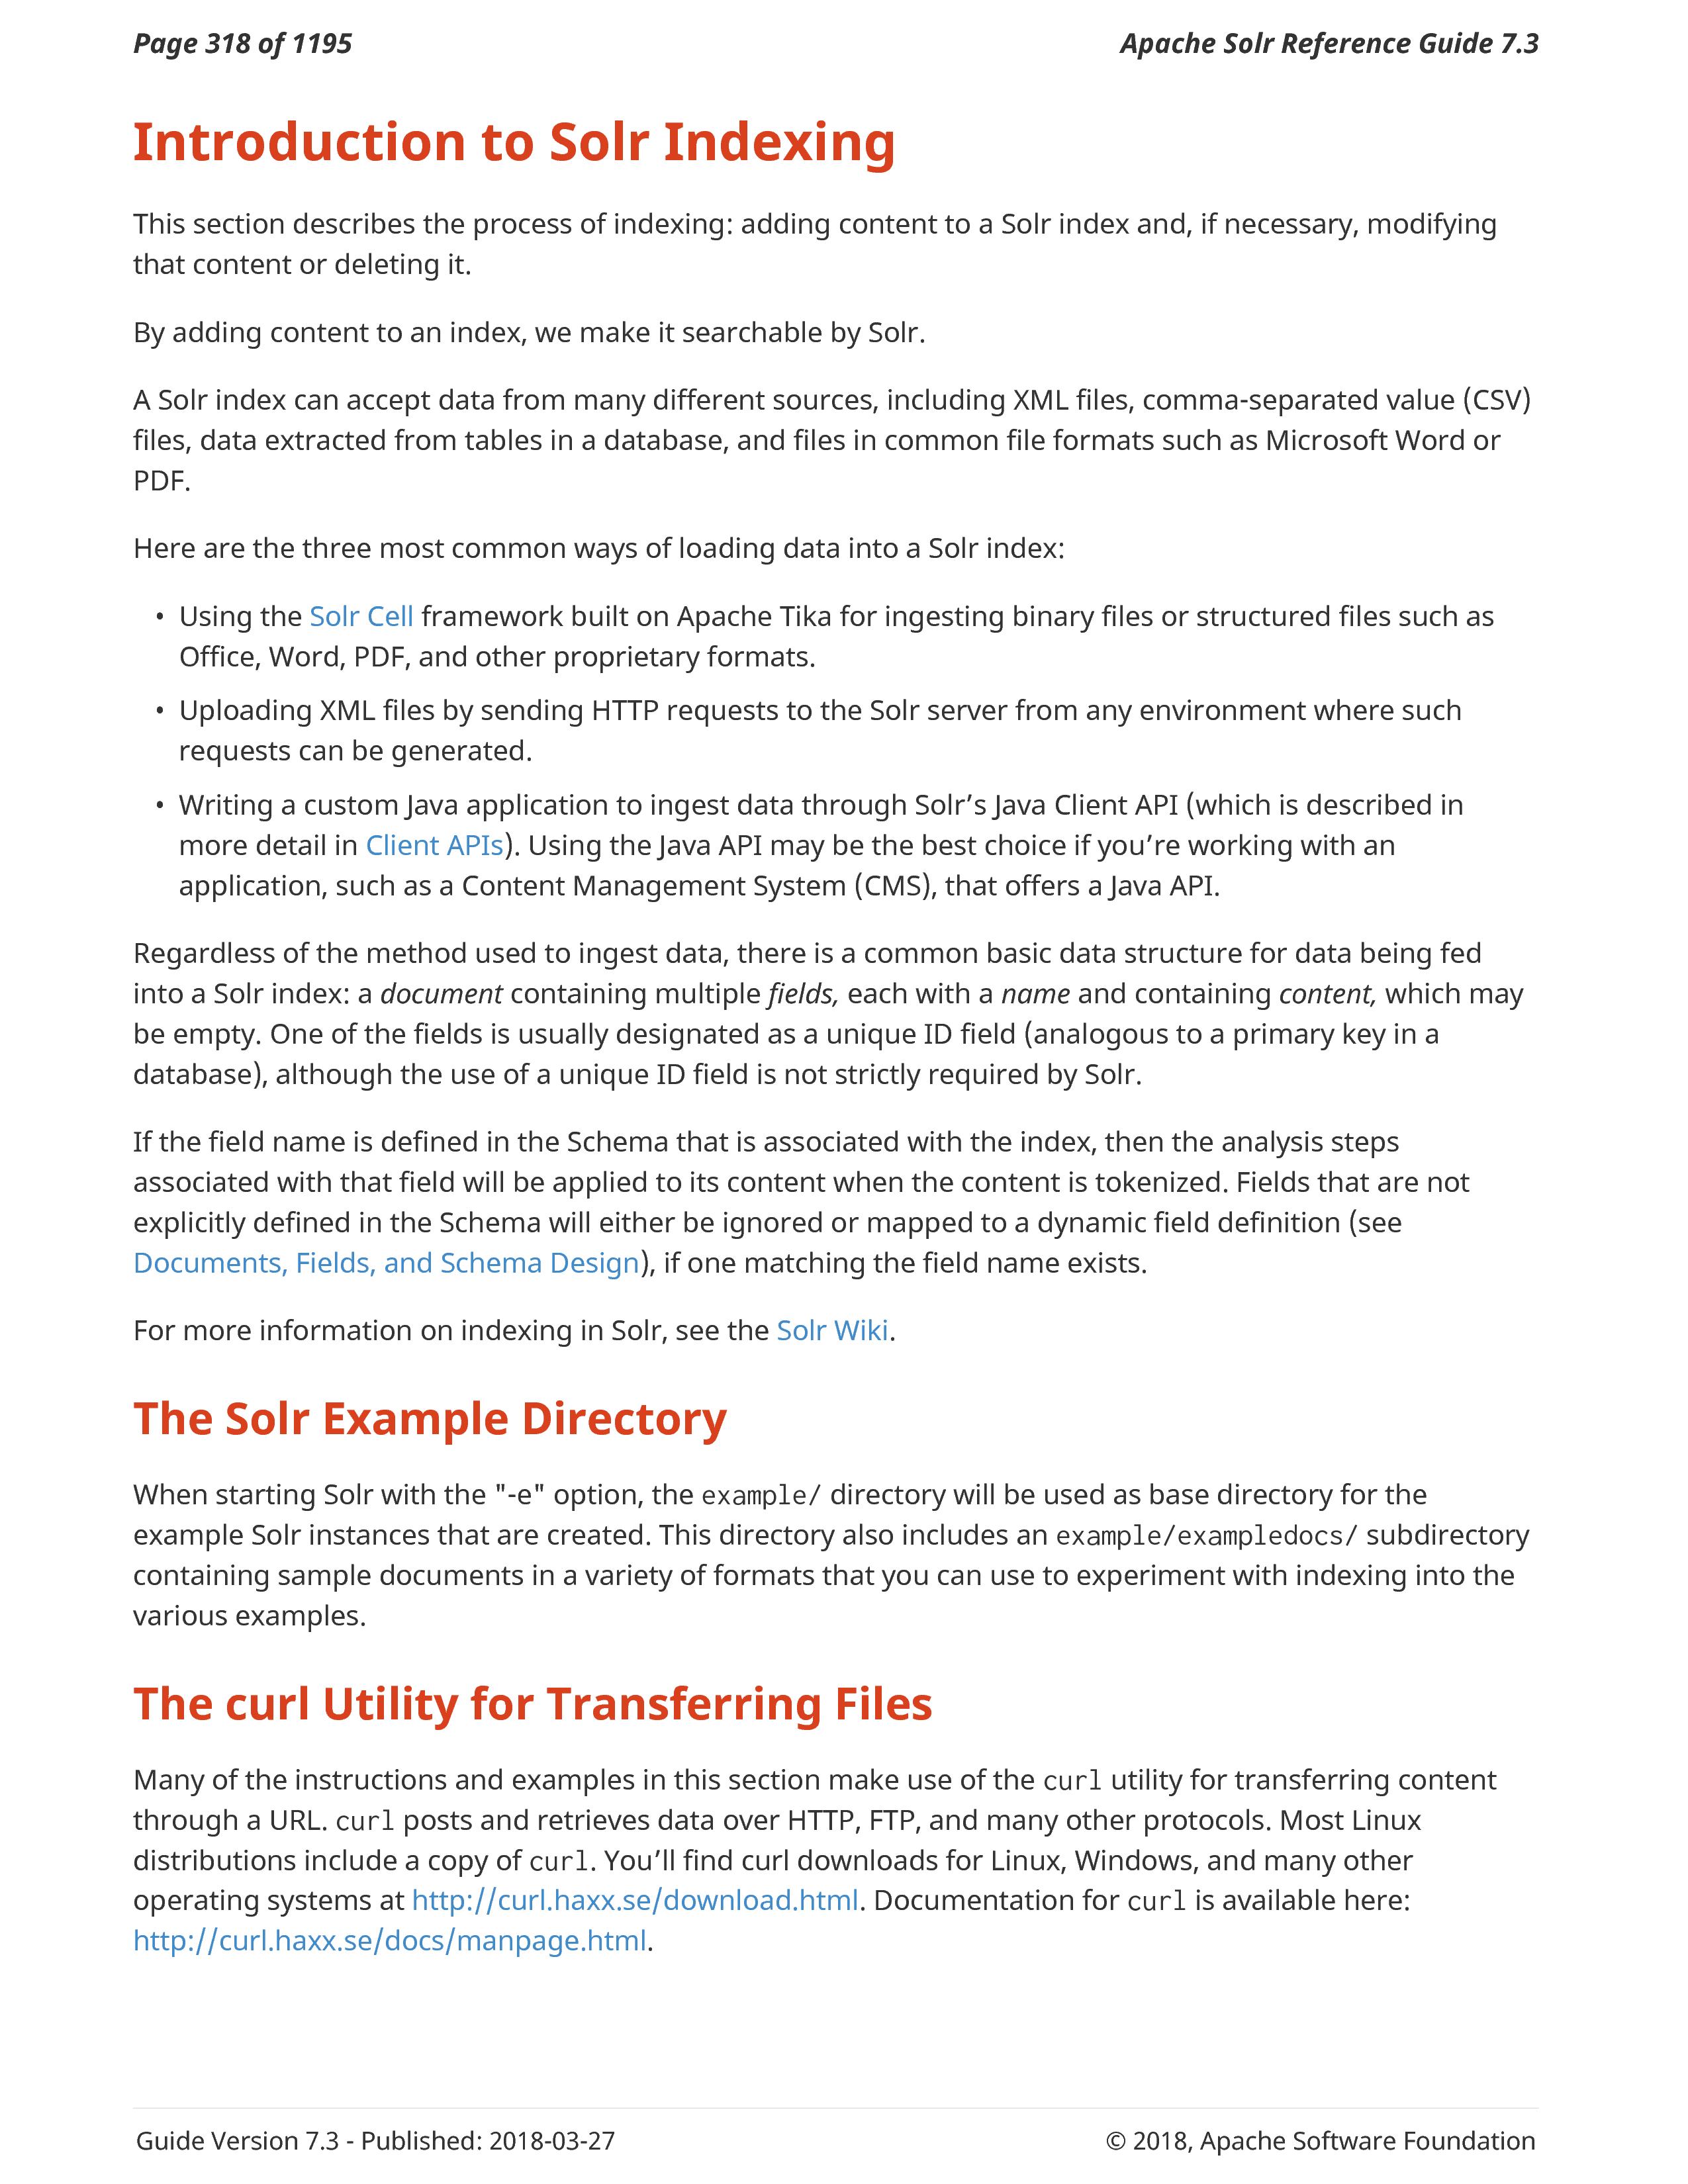 Page 318 of 1195
Apache Solr Reference Guide 7.3
Introduction to Solr Indexing
This section describes the process of indexing: adding content to a Solr index and, if necessary, modifying
that content or deleting it.
By adding content to an index, we make it searchable by Solr.
A Solr index can accept data from many different sources, including XML files, comma-separated value (CSV)
files, data extracted from tables in a database, and files in common file formats such as Microsoft Word or
PDF.
Here are the three most common ways of loading data into a Solr index:
• Using the Solr Cell framework built on Apache Tika for ingesting binary files or structured files such as
Office, Word, PDF, and other proprietary formats.
• Uploading XML files by sending HTTP requests to the Solr server from any environment where such
requests can be generated.
• Writing a custom Java application to ingest data through Solr’s Java Client API (which is described in
more detail in Client APIs). Using the Java API may be the best choice if you’re working with an
application, such as a Content Management System (CMS), that offers a Java API.
Regardless of the method used to ingest data, there is a common basic data structure for data being fed
into a Solr index: a document containing multiple fields, each with a name and containing content, which may
be empty. One of the fields is usually designated as a unique ID field (analogous to a primary key in a
database), although the use of a unique ID field is not strictly required by Solr.
If the field name is defined in the Schema that is associated with the index, then the analysis steps
associated with that field will be applied to its content when the content is tokenized. Fields that are not
explicitly defined in the Schema will either be ignored or mapped to a dynamic field definition (see
Documents, Fields, and Schema Design), if one matching the field name exists.
For more information on indexing in Solr, see the Solr Wiki.
The Solr Example Directory
When starting Solr with the "-e" option, the example/ directory will be used as base directory for the
example Solr instances that are created. This directory also includes an example/exampledocs/ subdirectory
containing sample documents in a variety of formats that you can use to experiment with indexing into the
various examples.
The curl Utility for Transferring Files
Many of the instructions and examples in this section make use of the curl utility for transferring content
through a URL. curl posts and retrieves data over HTTP, FTP, and many other protocols. Most Linux
distributions include a copy of curl. You’ll find curl downloads for Linux, Windows, and many other
operating systems at http://curl.haxx.se/download.html. Documentation for curl is available here:
http://curl.haxx.se/docs/manpage.html.
Guide Version 7.3 - Published: 2018-03-27
© 2018, Apache Software Foundation